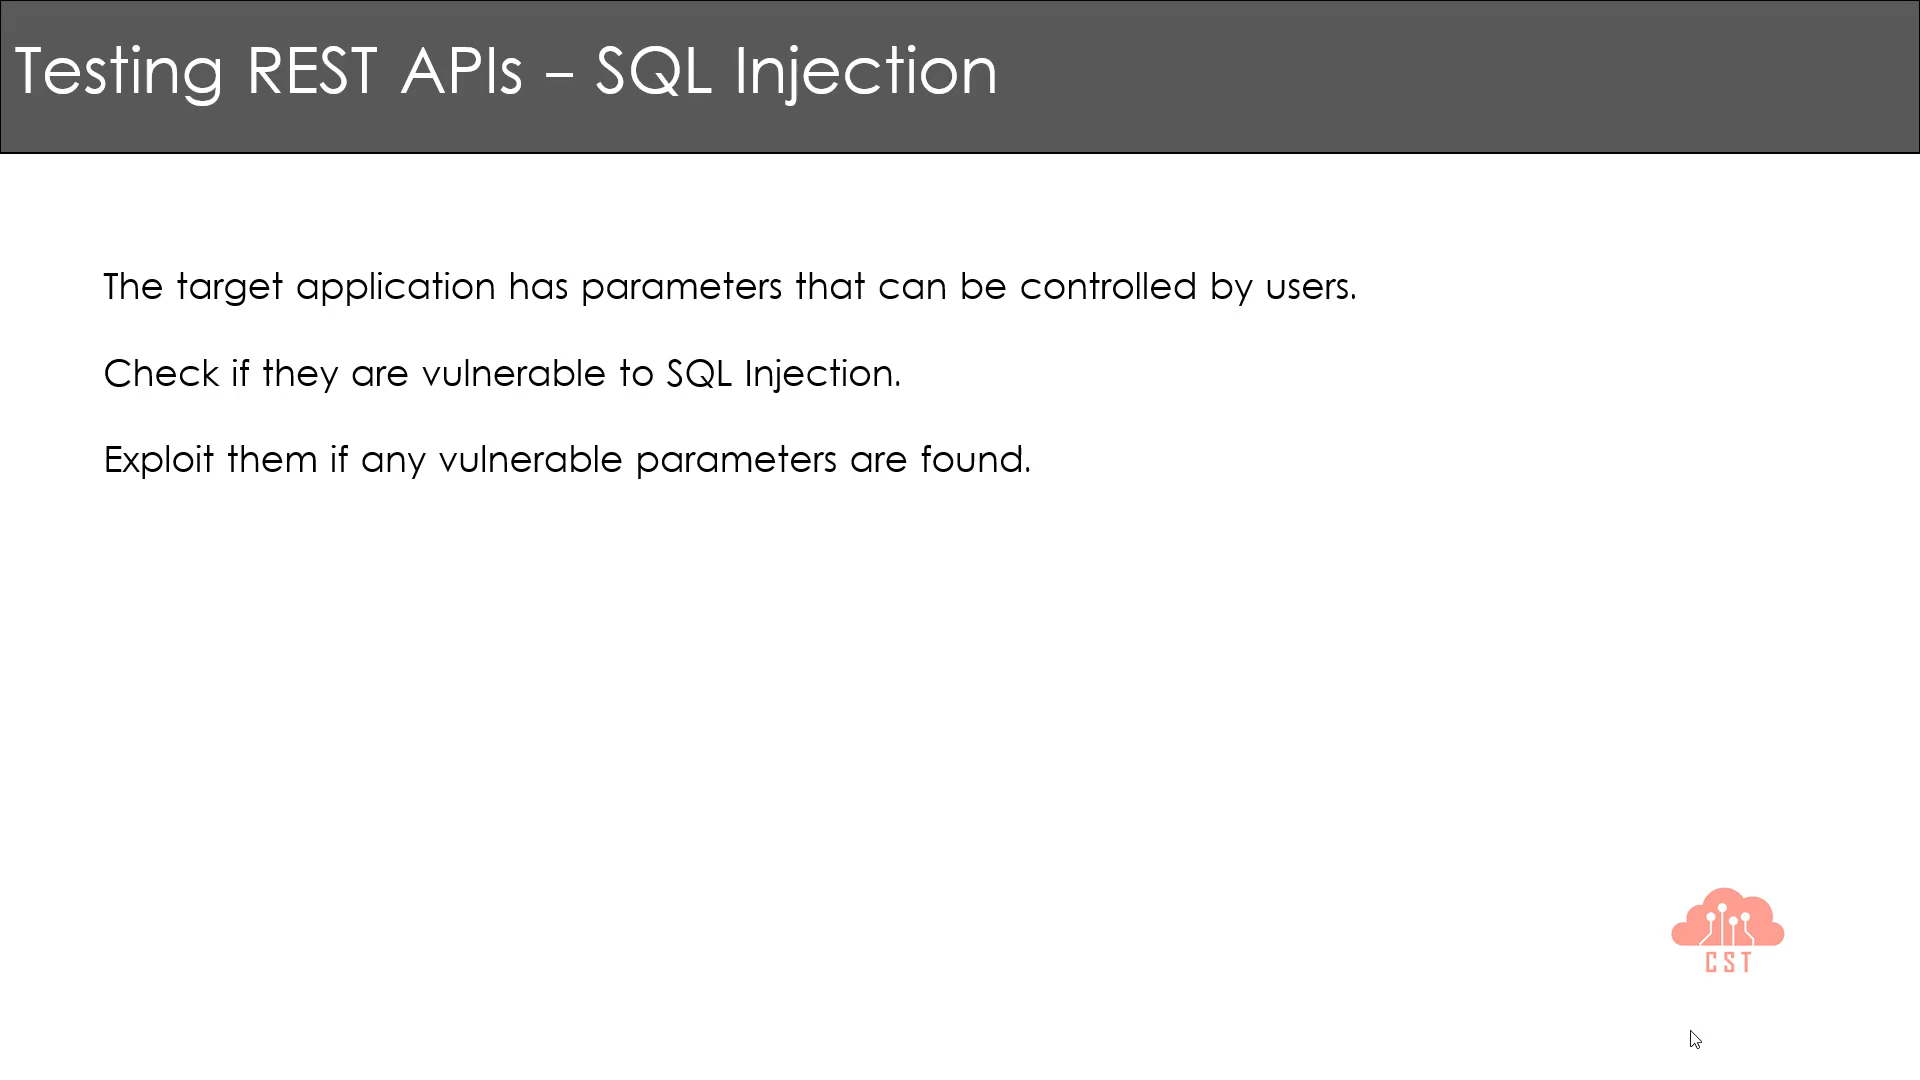 Testing REST APIs – SQL Injection
The target application has parameters that can be controlled by users.
Check if they are vulnerable to SQL Injection.
Exploit them if any vulnerable parameters are found.
CST